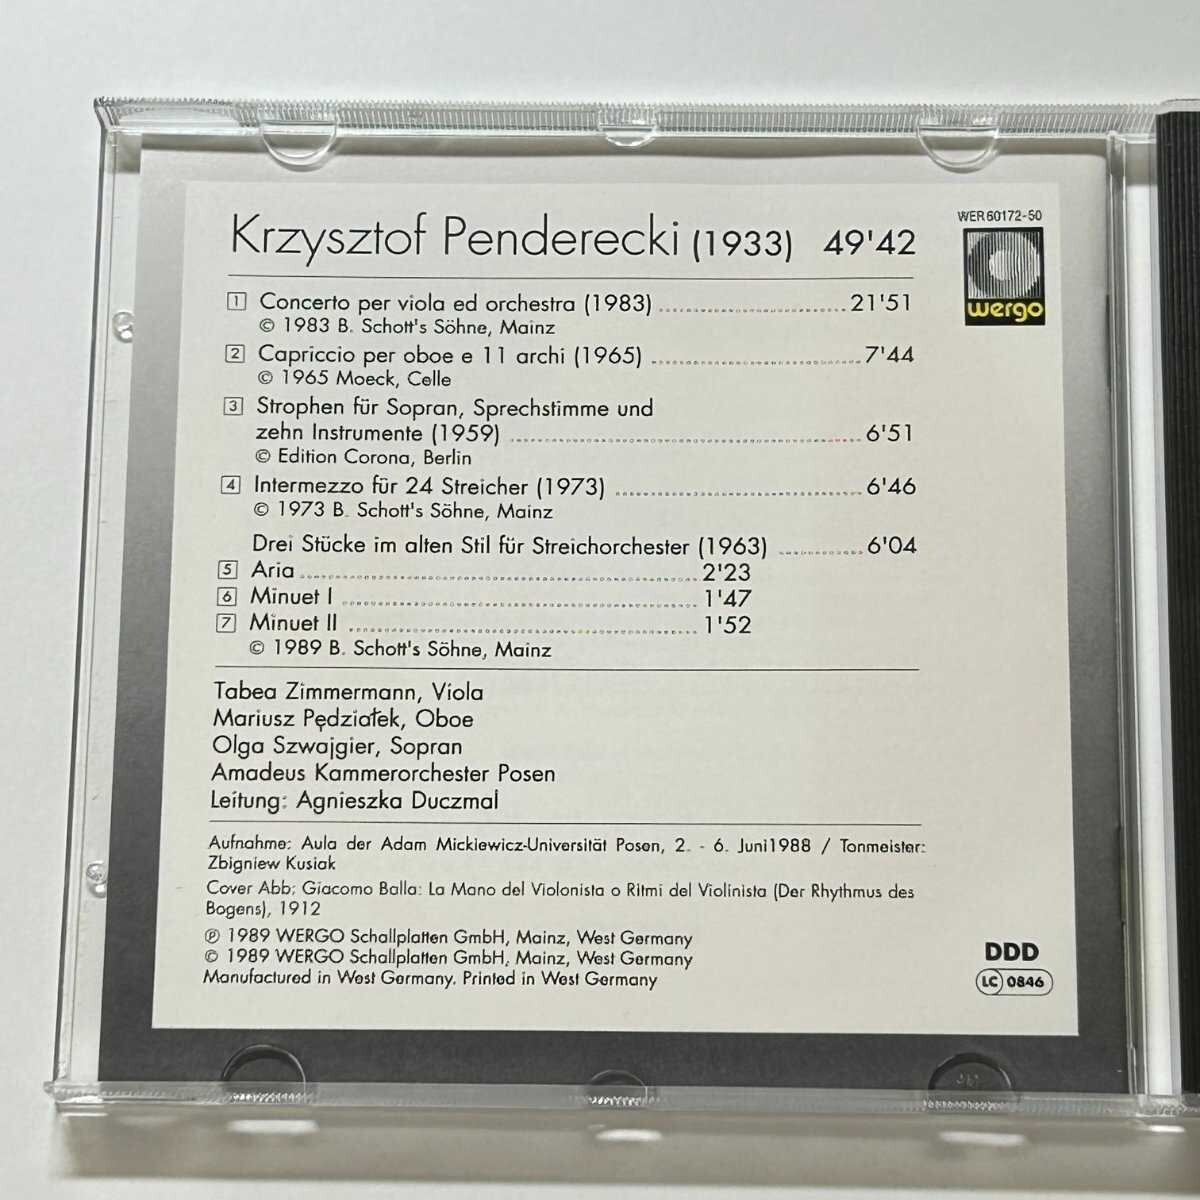 Krzysztof Penderecki (1933) 49'42
WER 60172-50
wergo
1 Concerto per viola ed orchestra (1983) 21'51
© 1983 B. Schott's Söhne, Mainz
2 Capriccio per oboe e 11 archi (1965) 7'44
© 1965 Moeck, Celle
3 Strophen für Sopran, Sprechstimme und
zehn Instrumente (1959) 6'51
© Edition Corona, Berlin
4 Intermezzo für 24 Streicher (1973) 6'46
© 1973 B. Schott's Söhne, Mainz
Drei Stücke im alten Stil für Streichorchester (1963) 6'04
5 Aria 2'23
6 Minuet I 1'47
7 Minuet II 1'52
© 1989 B. Schott's Söhne, Mainz
Tabea Zimmermann, Viola
Mariusz Pędziałek, Oboe
Olga Szwajgier, Sopran
Amadeus Kammerorchester Posen
Leitung: Agnieszka Duczmal
Aufnahme: Aula der Adam Mickiewicz-Universität Posen, 2. - 6. Juni1988 / Tonmeister:
Zbigniew Kusiak
Cover Abb: Giacomo Balla: La Mano del Violonista o Ritmi del Violinista (Der Rhythmus des
Bogens), 1912
℗ 1989 WERGO Schallplatten GmbH, Mainz, West Germany
© 1989 WERGO Schallplatten GmbH, Mainz, West Germany
Manufactured in West Germany. Printed in West Germany
DDD
LC 0846